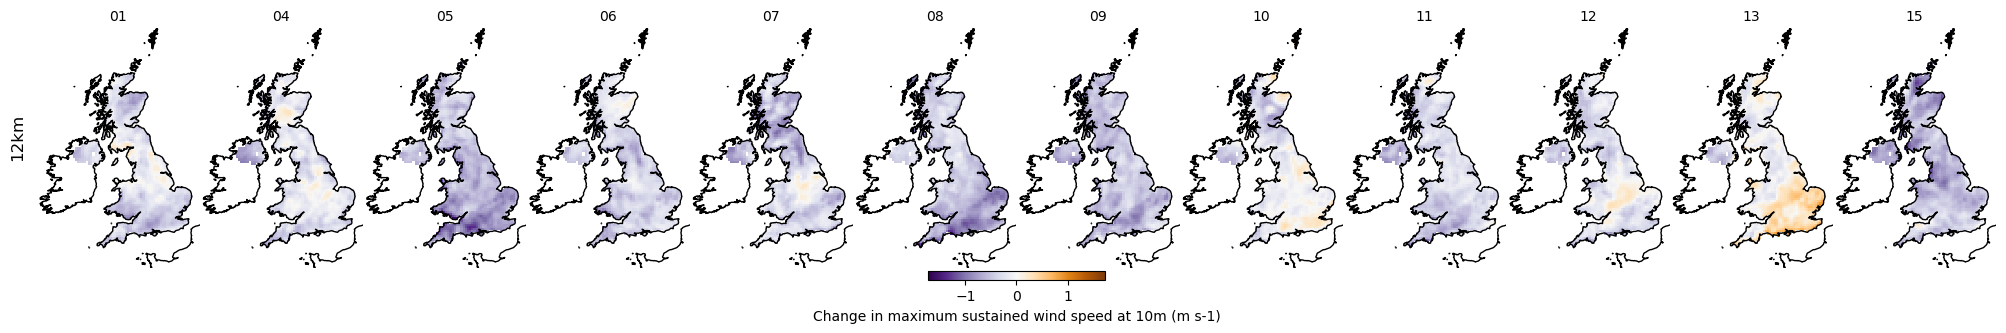 01 04 05 06 07 08 09 10 11 12 13 15
12km
−1 0 1
Change in maximum sustained wind speed at 10m (m s-1)